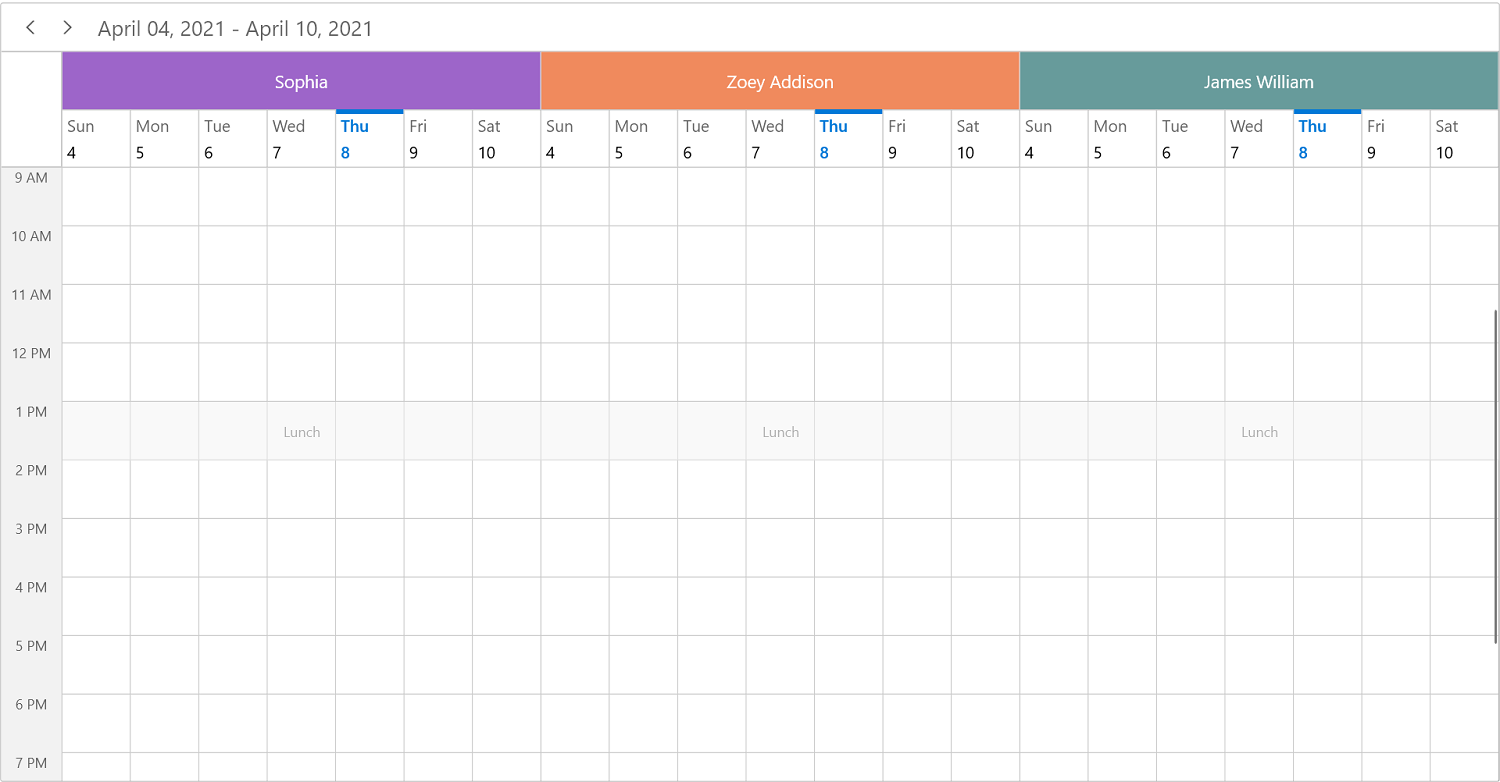 April 04, 2021 - April 10, 2021
Sophia Zoey Addison James William
Sun Mon Tue Wed Thu Fri Sat Sun Mon Tue Wed Thu Fri Sat Sun Mon Tue Wed Thu Fri Sat
4 5 6 7 8 9 10 4 5 6 7 8 9 10 4 5 6 7 8 9 10
9 AM
10 AM
11 AM
12 PM
1 PM
Lunch Lunch Lunch
2 PM
3 PM
4 PM
5 PM
6 PM
7 PM